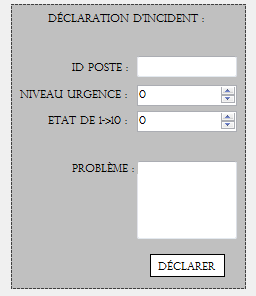 DÉCLARATION D'INCIDENT :
ID POSTE :
NIVEAU URGENCE : 0
ETAT DE 1->10 : 0
PROBLÈME :
DÉCLARER